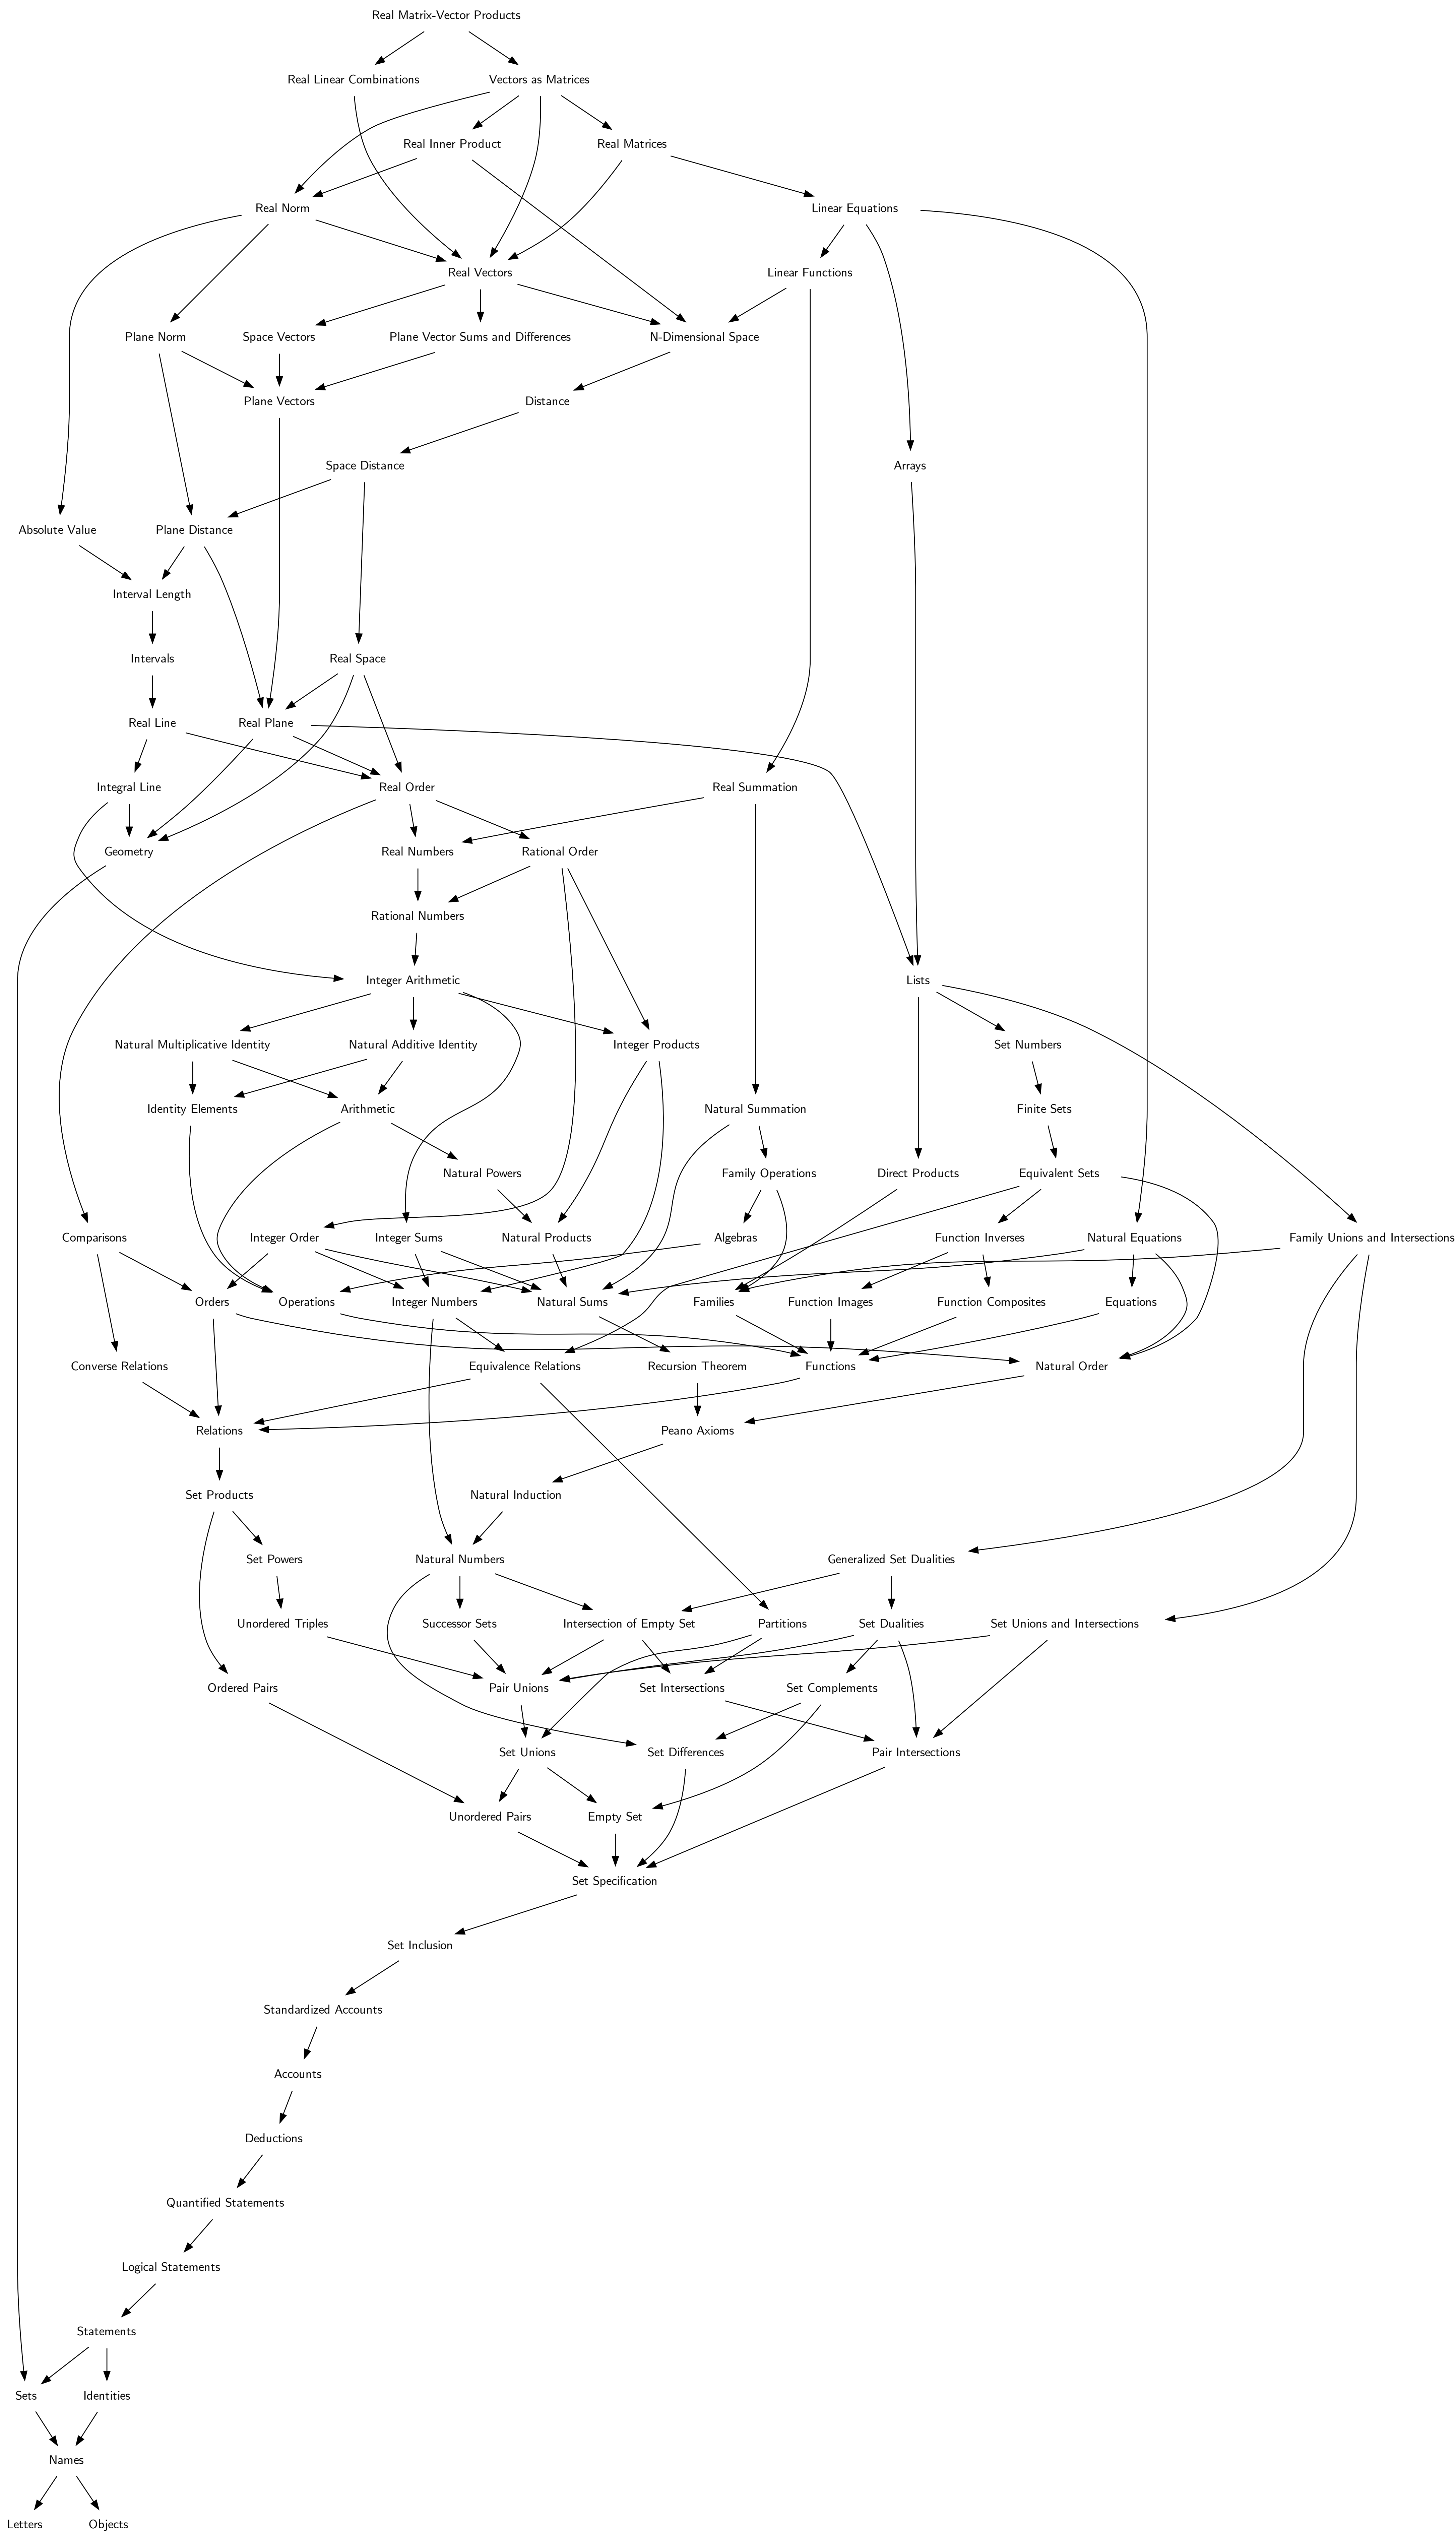 Real Matrix-Vector Products
Real Linear Combinations
Vectors as Matrices
Real Inner Product
Real Matrices
Real Norm
Linear Equations
Real Vectors
Linear Functions
Plane Norm
Space Vectors
Plane Vector Sums and Differences
N-Dimensional Space
Plane Vectors
Distance
Space Distance
Arrays
Absolute Value
Plane Distance
Interval Length
Intervals
Real Space
Real Line
Real Plane
Integral Line
Real Order
Real Summation
Geometry
Real Numbers
Rational Order
Rational Numbers
Integer Arithmetic
Lists
Natural Multiplicative Identity
Natural Additive Identity
Integer Products
Set Numbers
Identity Elements
Arithmetic
Natural Summation
Finite Sets
Natural Powers
Family Operations
Direct Products
Equivalent Sets
Comparisons
Integer Order
Integer Sums
Natural Products
Algebras
Function Inverses
Natural Equations
Family Unions and Intersections
Orders
Operations
Integer Numbers
Natural Sums
Families
Function Images
Function Composites
Equations
Converse Relations
Equivalence Relations
Recursion Theorem
Functions
Natural Order
Relations
Peano Axioms
Set Products
Natural Induction
Set Powers
Natural Numbers
Generalized Set Dualities
Unordered Triples
Successor Sets
Intersection of Empty Set
Partitions
Set Dualities
Set Unions and Intersections
Ordered Pairs
Pair Unions
Set Intersections
Set Complements
Set Unions
Set Differences
Pair Intersections
Unordered Pairs
Empty Set
Set Specification
Set Inclusion
Standardized Accounts
Accounts
Deductions
Quantified Statements
Logical Statements
Statements
Sets
Identities
Names
Letters
Objects